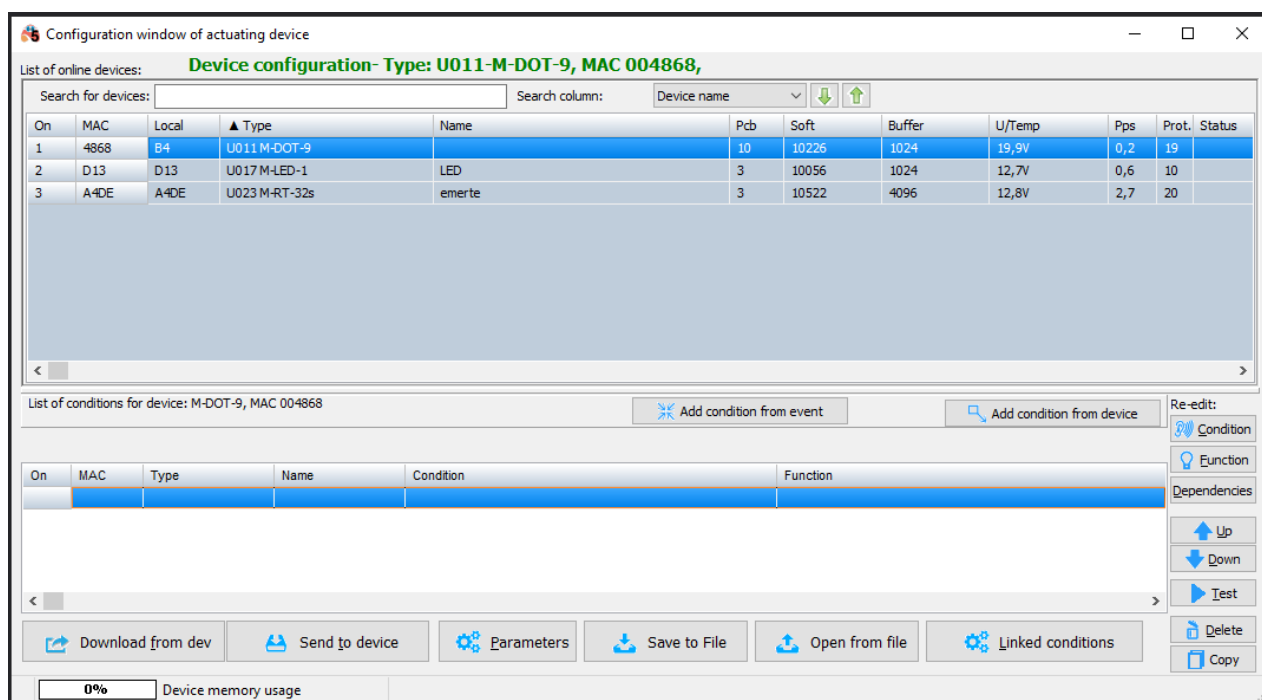 Configuration window of actuating device
List of online devices: Device configuration- Type: U011-M-DOT-9, MAC 004868,
Search for devices: Search column: Device name
On MAC Local ▲ Type Name Pcb Soft Buffer U/Temp Pps Prot. Status
1 4868 B4 U011 M-DOT-9 10 10226 1024 19,9V 0,2 19
2 D13 D13 U017 M-LED-1 LED 3 10056 1024 12,7V 0,6 10
3 A4DE A4DE U023 M-RT-32s emerte 3 10522 4096 12,8V 2,7 20
List of conditions for device: M-DOT-9, MAC 004868 Add condition from event Add condition from device
Re-edit:
Condition
Function
Dependencies
Up
Down
Test
Delete
Copy
On MAC Type Name Condition Function
Download from dev Send to device Parameters Save to File Open from file Linked conditions
0% Device memory usage